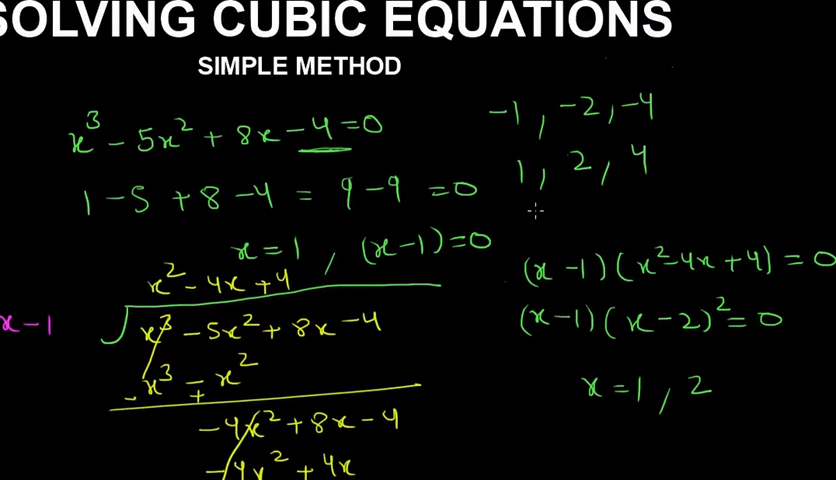 SOLVING CUBIC EQUATIONS
SIMPLE METHOD
x³ - 5x² + 8x - 4 = 0
-1, -2, -4
1, 2, 4
1 - 5 + 8 - 4 = 9 - 9 = 0
x = 1, (x - 1) = 0
x² - 4x + 4
x - 1
x³ - 5x² + 8x - 4
- x³ ∓ x²
-4x² + 8x - 4
-4x² + 4x
(x - 1)(x² - 4x + 4) = 0
(x - 1)(x - 2)² = 0
x = 1, 2